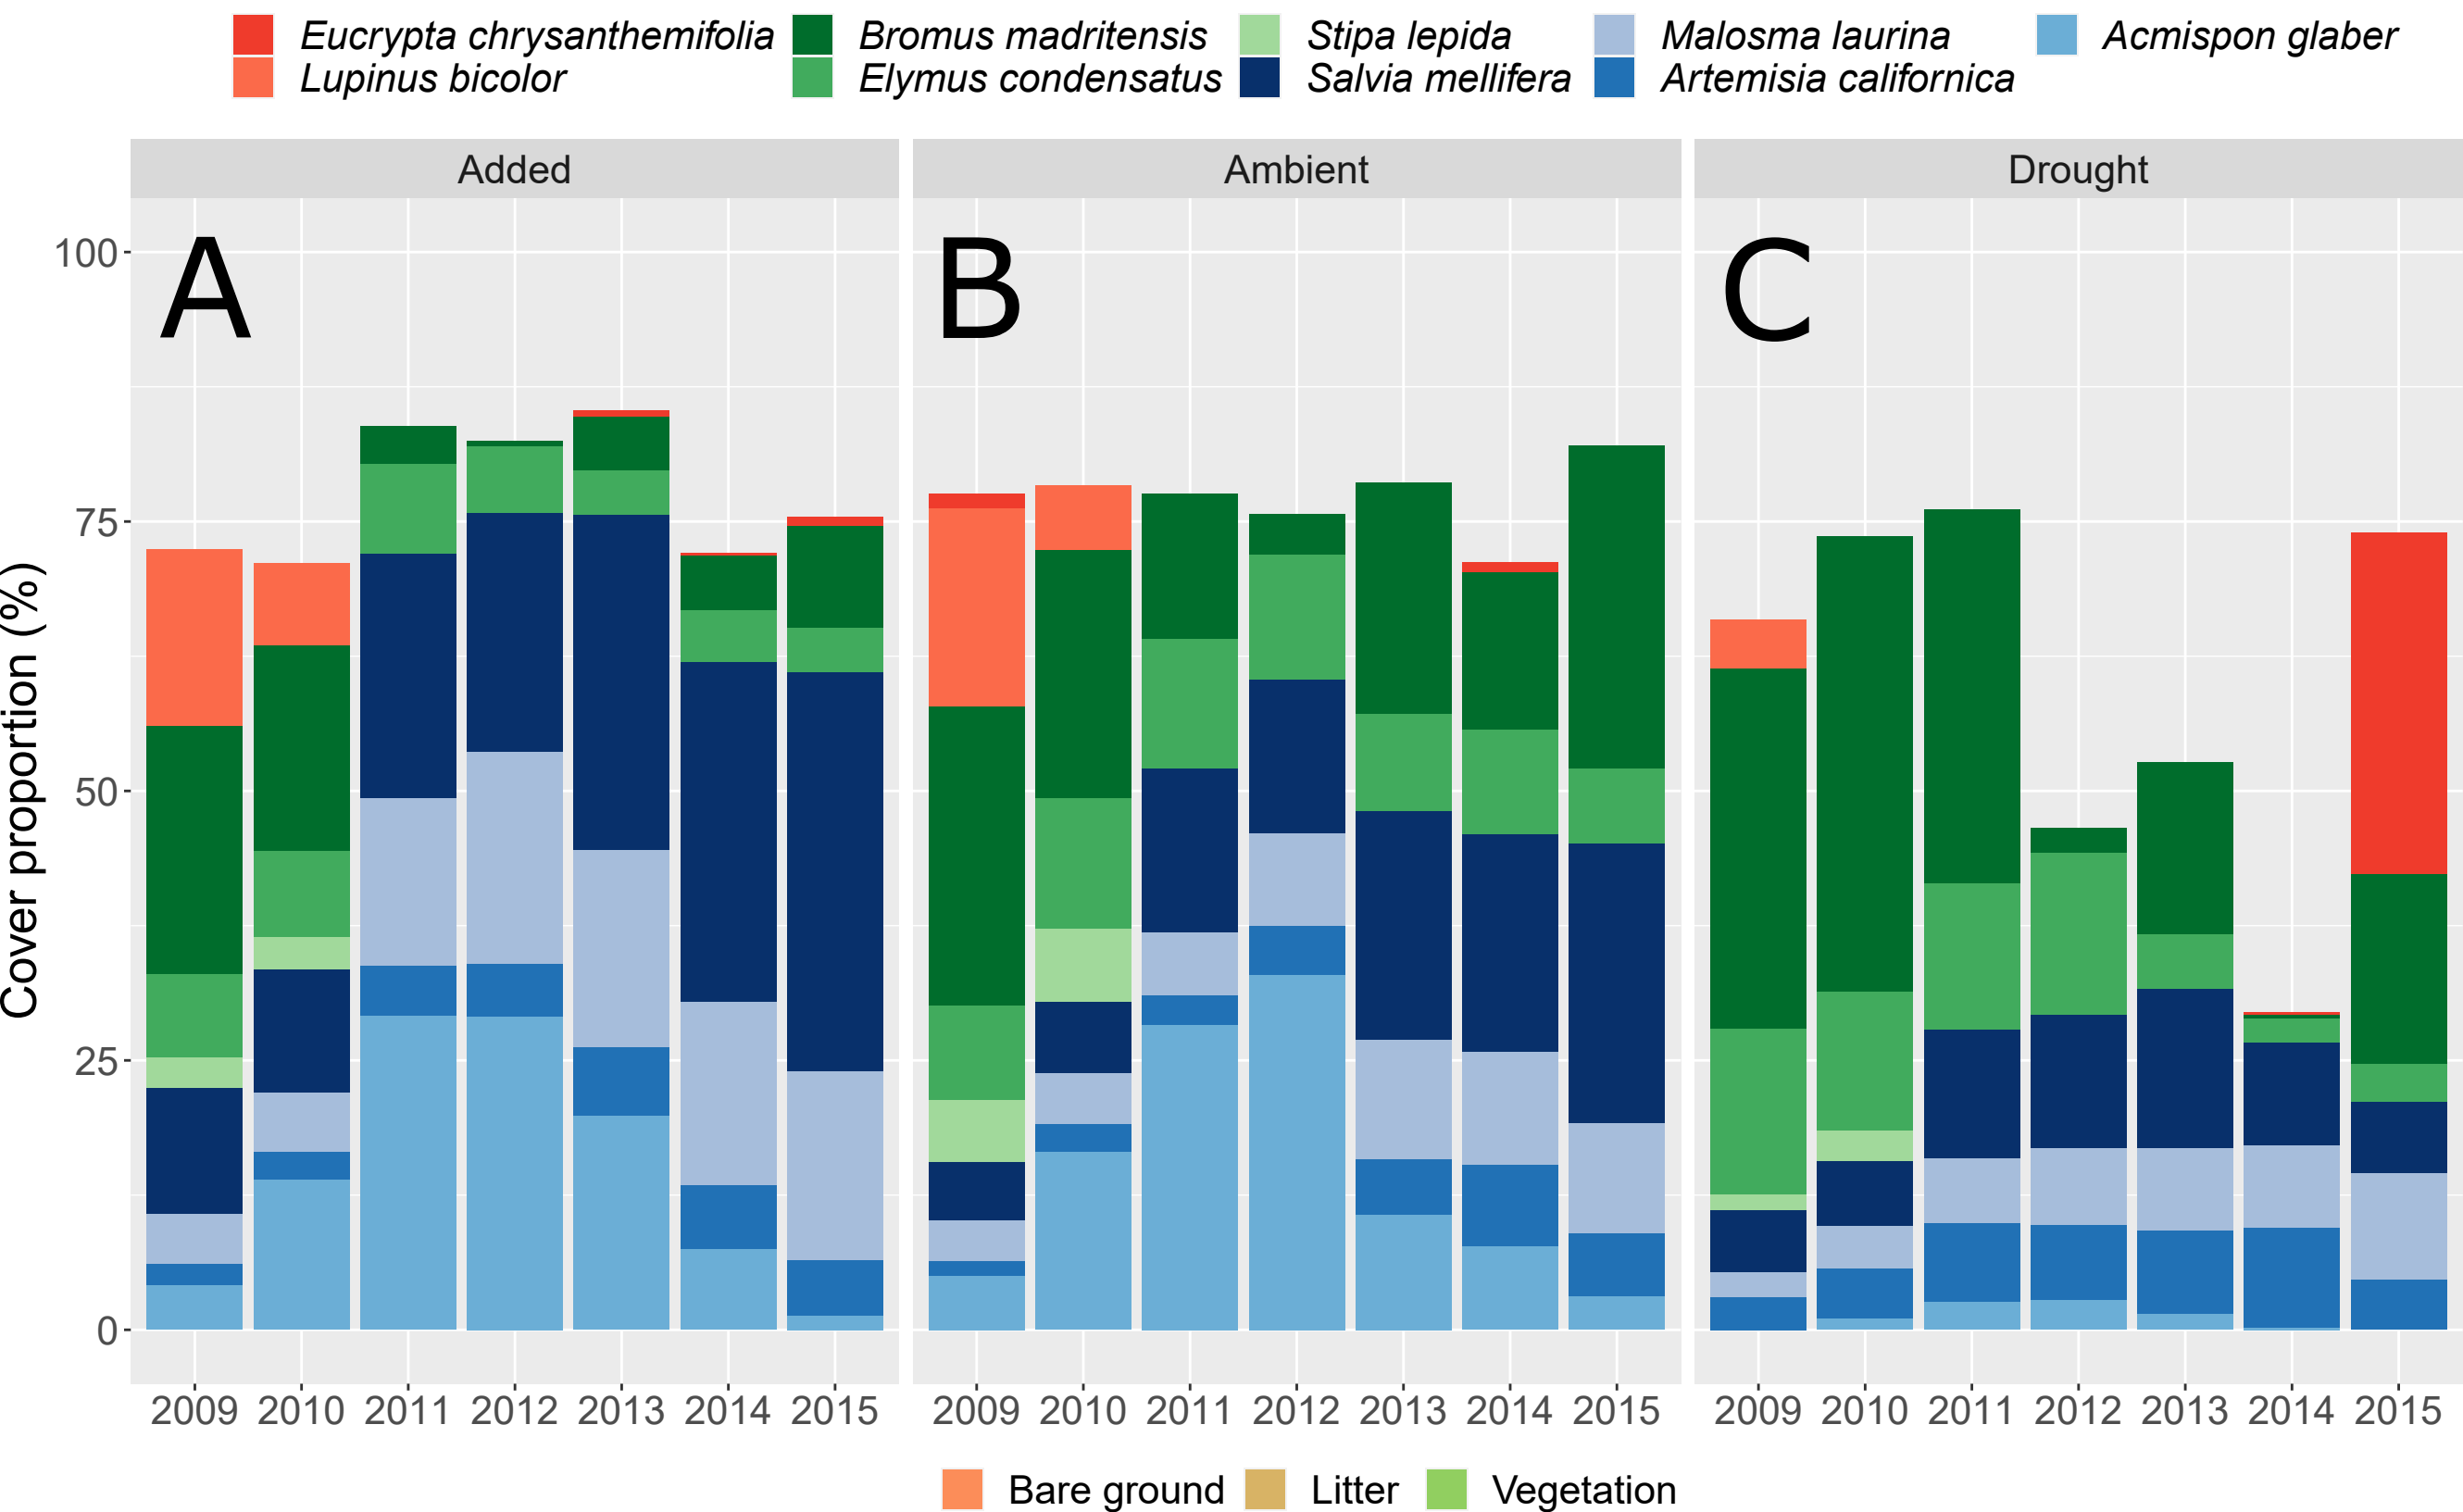 Eucrypta chrysanthemifolia Bromus madritensis Stipa lepida Malosma laurina Acmispon glaber
Lupinus bicolor Elymus condensatus Salvia mellifera Artemisia californica
Added Ambient Drought
A B C
Cover proportion (%)
100
75
50
25
0
2009 2010 2011 2012 2013 2014 2015 2009 2010 2011 2012 2013 2014 2015 2009 2010 2011 2012 2013 2014 2015
Bare ground Litter Vegetation